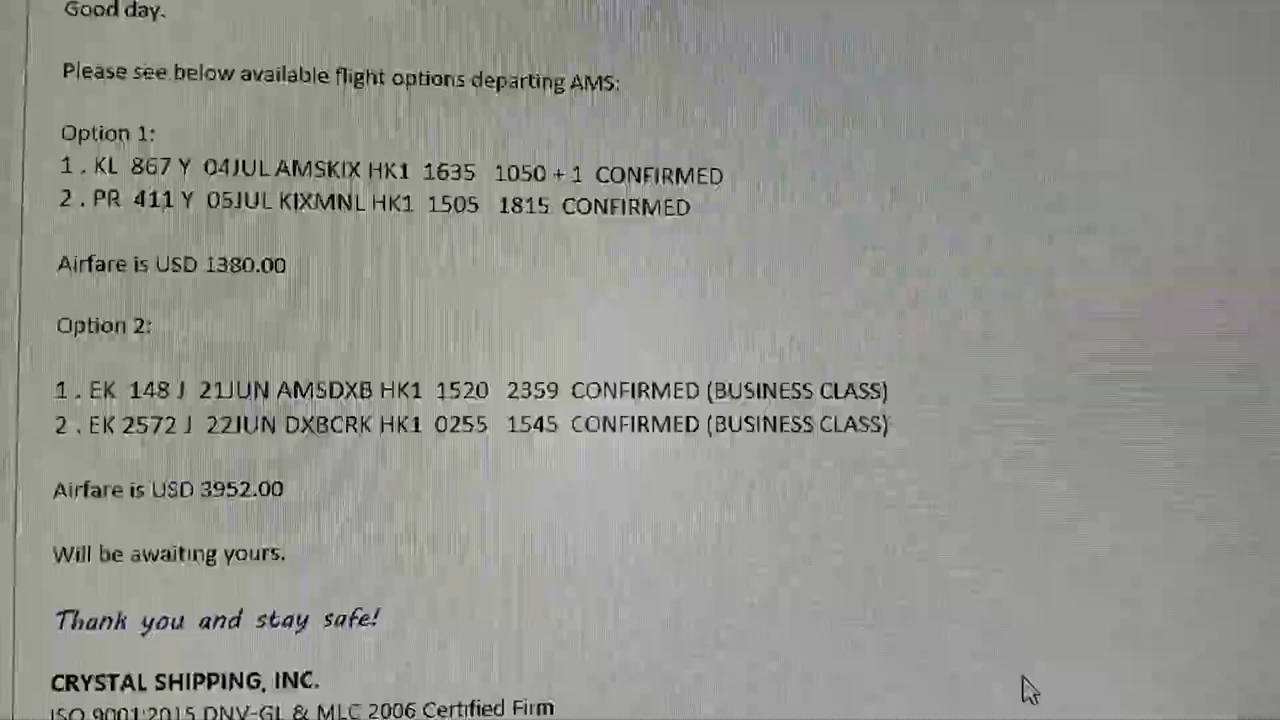 Good day.
Please see below available flight options departing AMS:
Option 1:
1 . KL 867 Y 04JUL AMSKIX HK1 1635 1050 + 1 CONFIRMED
2 . PR 411 Y 05JUL KIXMNL HK1 1505 1815 CONFIRMED
Airfare is USD 1380.00
Option 2:
1 . EK 148 J 21JUN AMSDXB HK1 1520 2359 CONFIRMED (BUSINESS CLASS)
2 . EK 2572 J 22JUN DXBCRK HK1 0255 1545 CONFIRMED (BUSINESS CLASS)
Airfare is USD 3952.00
Will be awaiting yours.
Thank you and stay safe!
CRYSTAL SHIPPING, INC.
ISO 9001:2015 DNV-GL & MLC 2006 Certified Firm